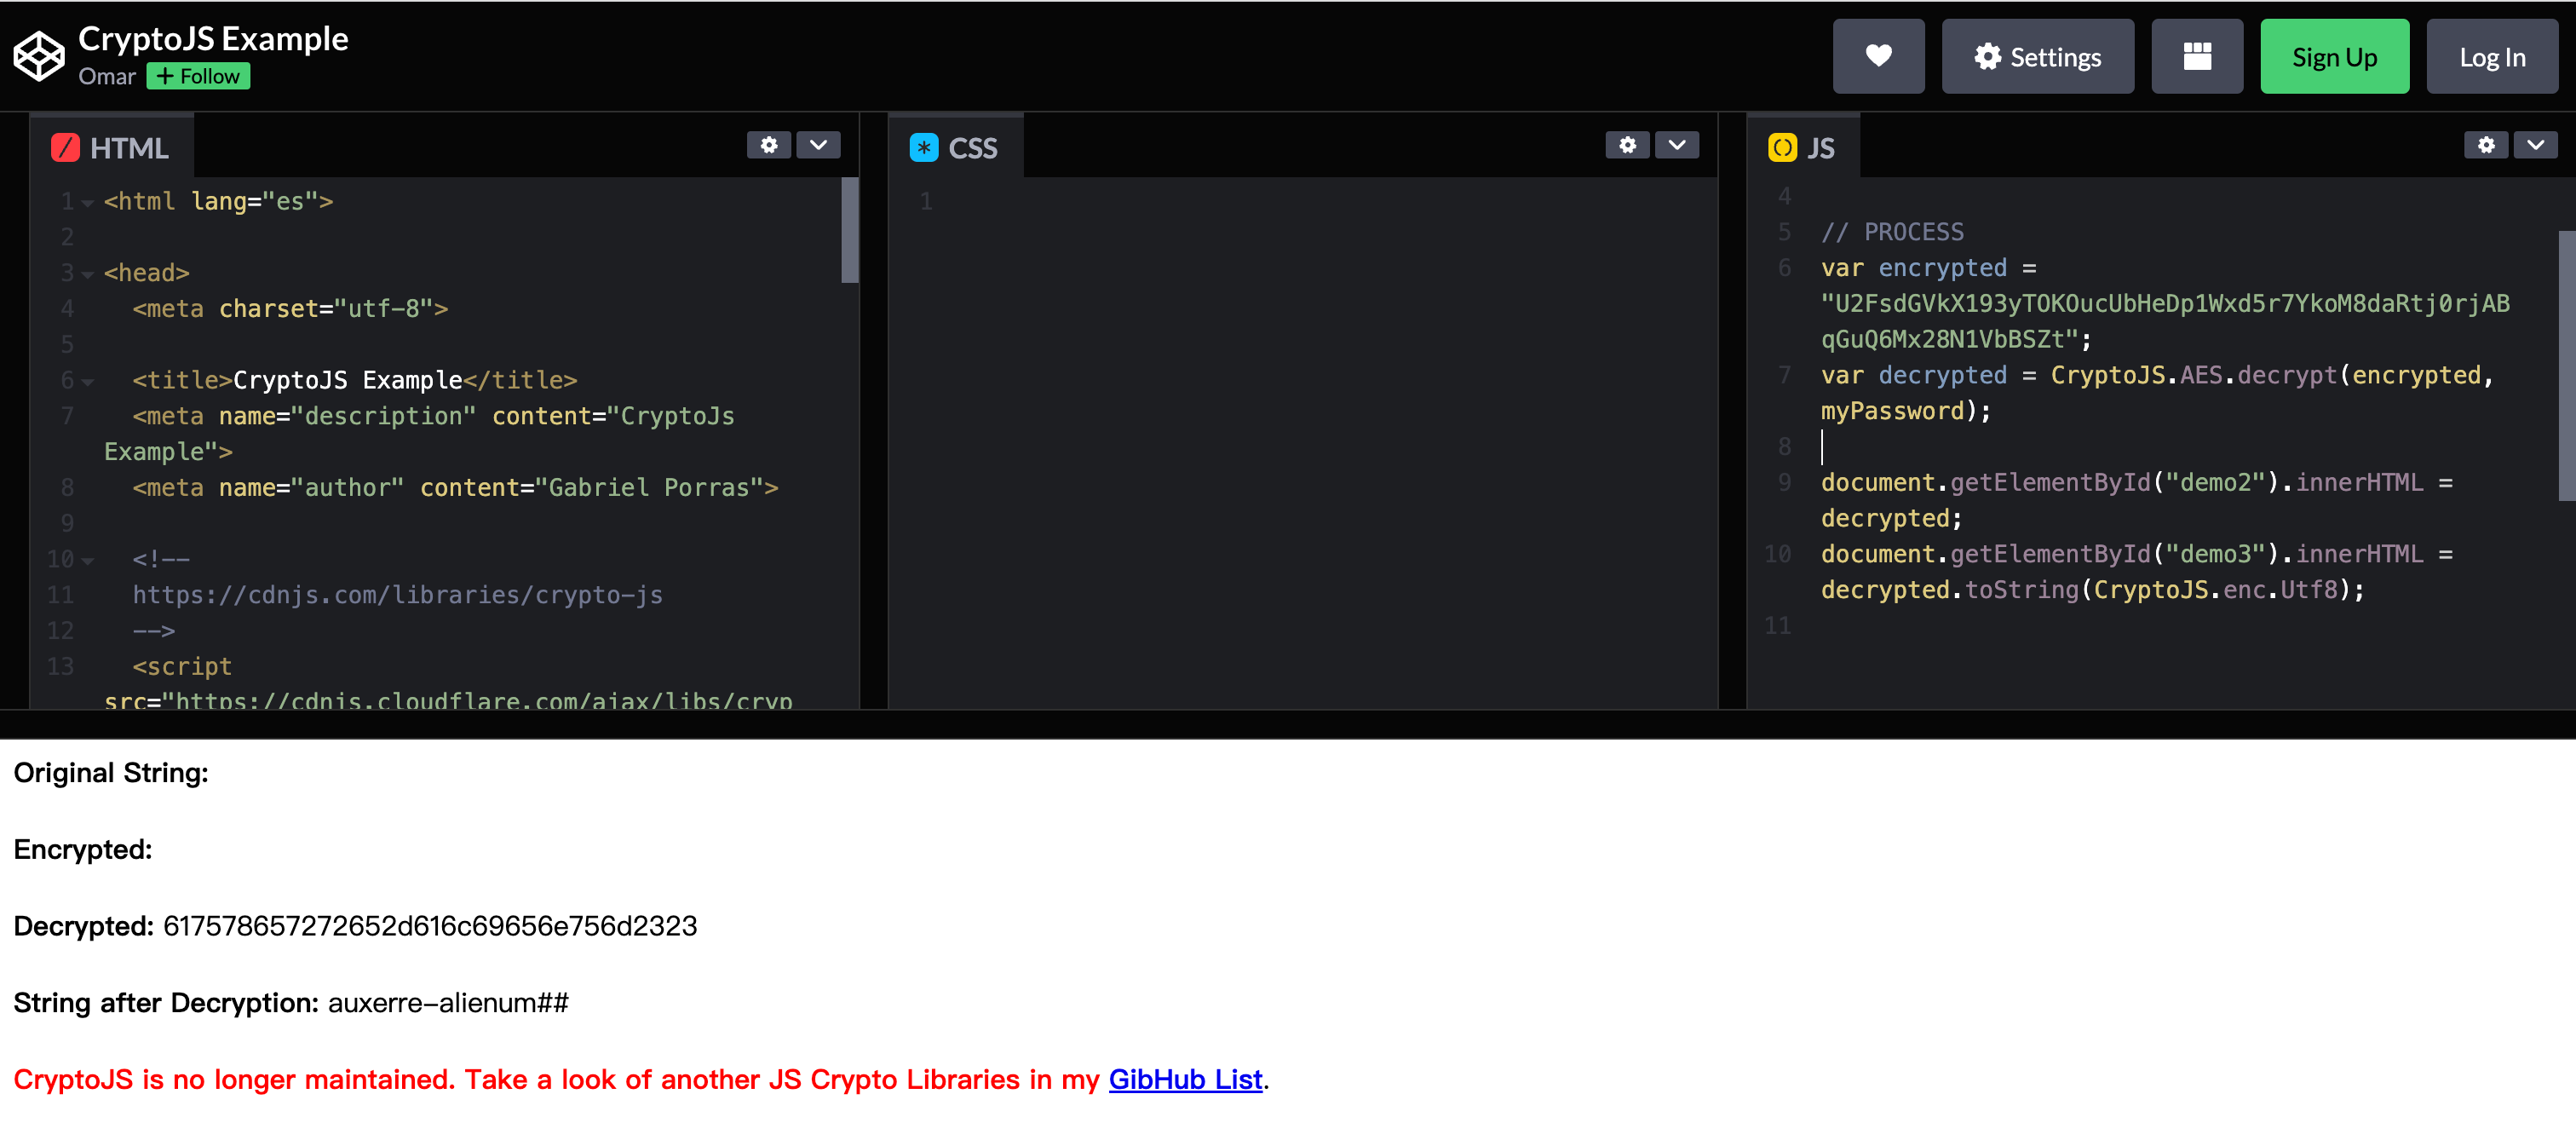 CryptoJS Example
Omar + Follow
Settings
Sign Up
Log In
HTML
1 <html lang="es">
2
3 <head>
4 <meta charset="utf-8">
5
6 <title>CryptoJS Example</title>
7 <meta name="description" content="CryptoJs
Example">
8 <meta name="author" content="Gabriel Porras">
9
10 <!--
11 https://cdnjs.com/libraries/crypto-js
12 -->
13 <script
src="https://cdnjs.cloudflare.com/ajax/libs/cryp
CSS
1
JS
4
5 // PROCESS
6 var encrypted =
"U2FsdGVkX193yTOKOucUbHeDp1Wxd5r7YkoM8daRtj0rjAB
qGuQ6Mx28N1VbBSZt";
7 var decrypted = CryptoJS.AES.decrypt(encrypted,
myPassword);
8
9 document.getElementById("demo2").innerHTML =
decrypted;
10 document.getElementById("demo3").innerHTML =
decrypted.toString(CryptoJS.enc.Utf8);
11
Original String:
Encrypted:
Decrypted: 617578657272652d616c69656e756d2323
String after Decryption: auxerre-alienum##
CryptoJS is no longer maintained. Take a look of another JS Crypto Libraries in my GibHub List.